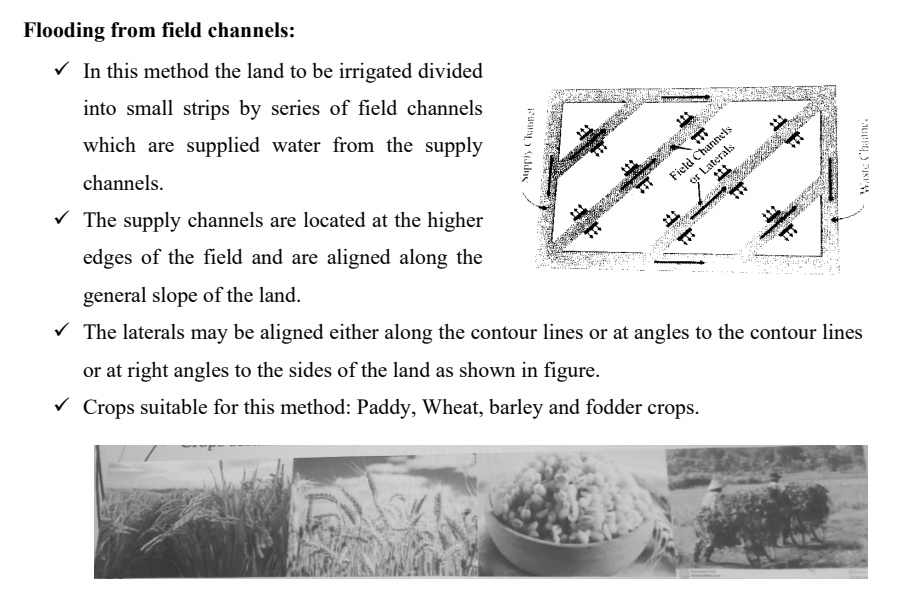 Flooding from field channels:
✓ In this method the land to be irrigated divided
into small strips by series of field channels
which are supplied water from the supply
channels.
✓ The supply channels are located at the higher
edges of the field and are aligned along the
general slope of the land.
Supply Channel
Field Channels
or Laterals
Waste Channel
✓ The laterals may be aligned either along the contour lines or at angles to the contour lines
or at right angles to the sides of the land as shown in figure.
✓ Crops suitable for this method: Paddy, Wheat, barley and fodder crops.